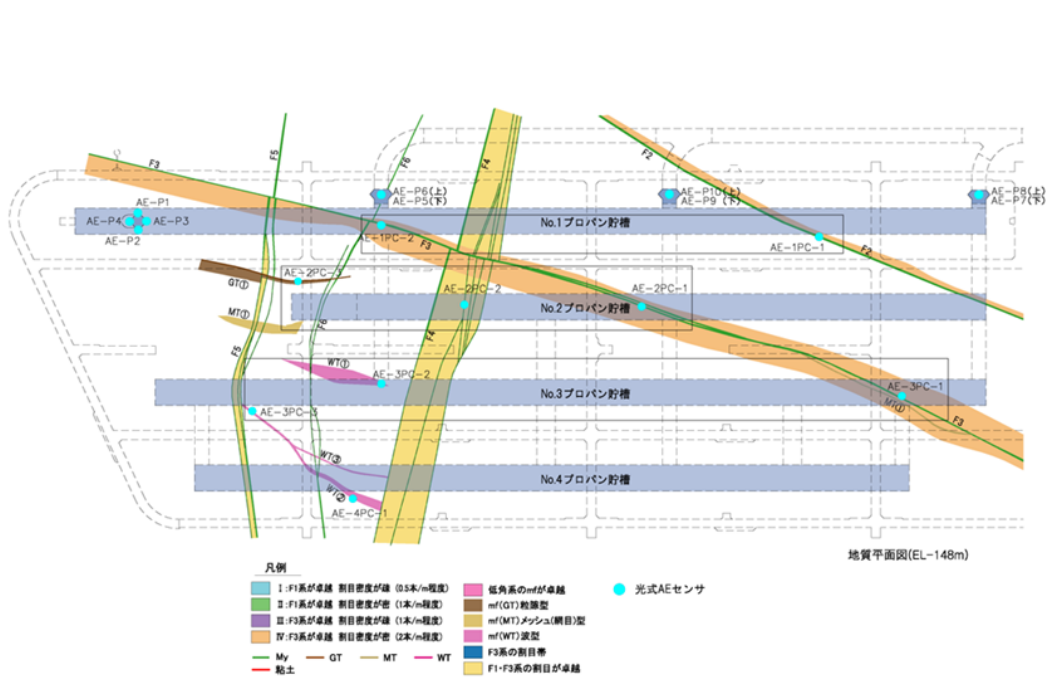 F5
F6
F4
F2
F3
AE-P6(上)
AE-P5(下)
AE-P10(上)
AE-P9(下)
AE-P8(上)
AE-P7(下)
AE-P1
AE-P4
AE-P3
AE-P2
No.1プロパン貯槽
AE-1PC-2
F3
AE-1PC-1
F2
GT①
AE-2PC-3
AE-2PC-2
AE-2PC-1
No.2プロパン貯槽
MT①
F6
F4
F5
WT①
AE-3PC-2
AE-3PC-1
No.3プロパン貯槽
MT①
AE-3PC-3
F3
WT③
No.4プロパン貯槽
WT②
AE-4PC-1
地質平面図(EL-148m)
凡例
Ⅰ:F1系が卓越 割目密度が疎 (0.5本/m程度)
Ⅱ:F1系が卓越 割目密度が密 (1本/m程度)
Ⅲ:F3系が卓越 割目密度が疎 (1本/m程度)
Ⅳ:F3系が卓越 割目密度が密 (2本/m程度)
My GT MT WT
粘土
低角系のmfが卓越
mf(GT)粒隙型
mf(MT)メッシュ(網目)型
mf(WT)波型
F3系の割目帯
F1・F3系の割目が卓越
光式AEセンサ